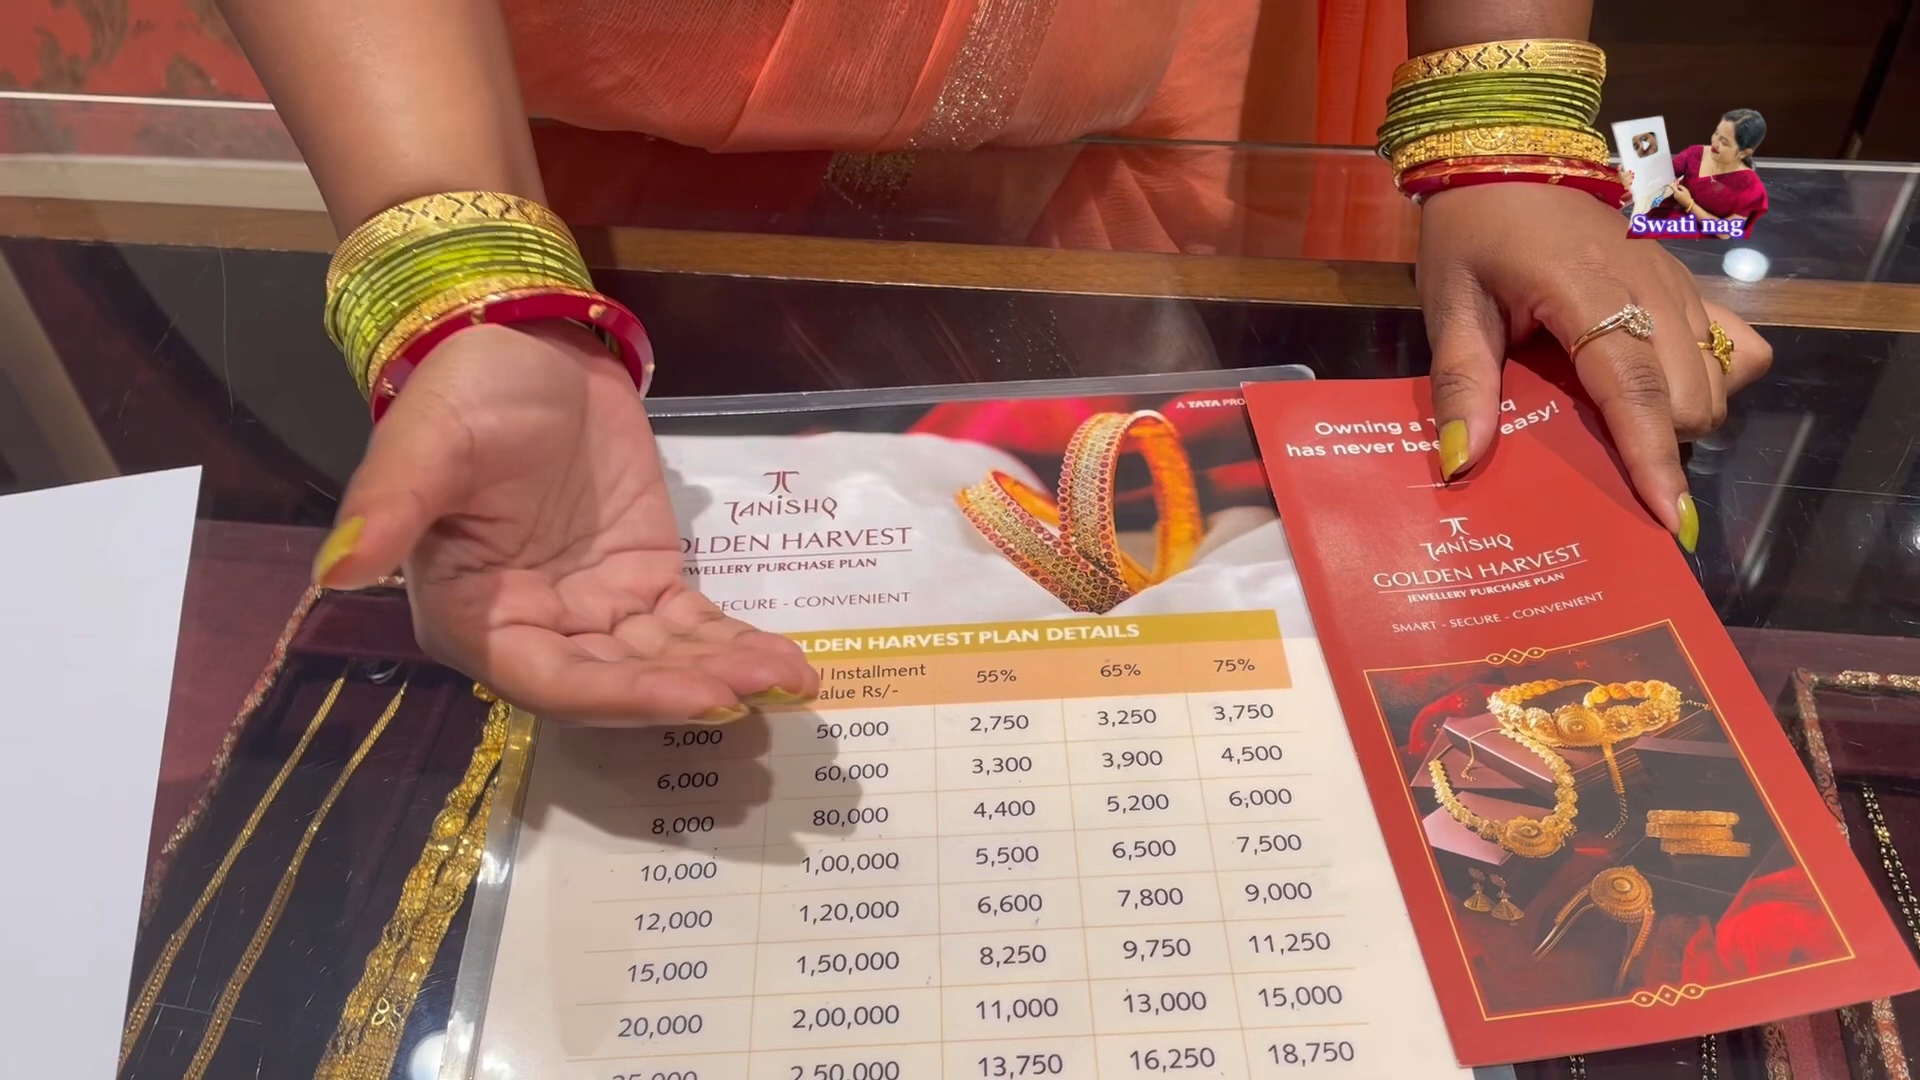 Swati nag
A TATA PRO
TANISHQ
OLDEN HARVEST
EWELLERY PURCHASE PLAN
SECURE - CONVENIENT
OLDEN HARVEST PLAN DETAILS
l Installment 55% 65% 75%
alue Rs/-
5,000 50,000 2,750 3,250 3,750
6,000 60,000 3,300 3,900 4,500
8,000 80,000 4,400 5,200 6,000
10,000 1,00,000 5,500 6,500 7,500
12,000 1,20,000 6,600 7,800 9,000
15,000 1,50,000 8,250 9,750 11,250
20,000 2,00,000 11,000 13,000 15,000
2,50,000 13,750 16,250 18,750
Owning a
has never easy!
TANISHQ
GOLDEN HARVEST
JEWELLERY PURCHASE PLAN
SMART - SECURE - CONVENIENT